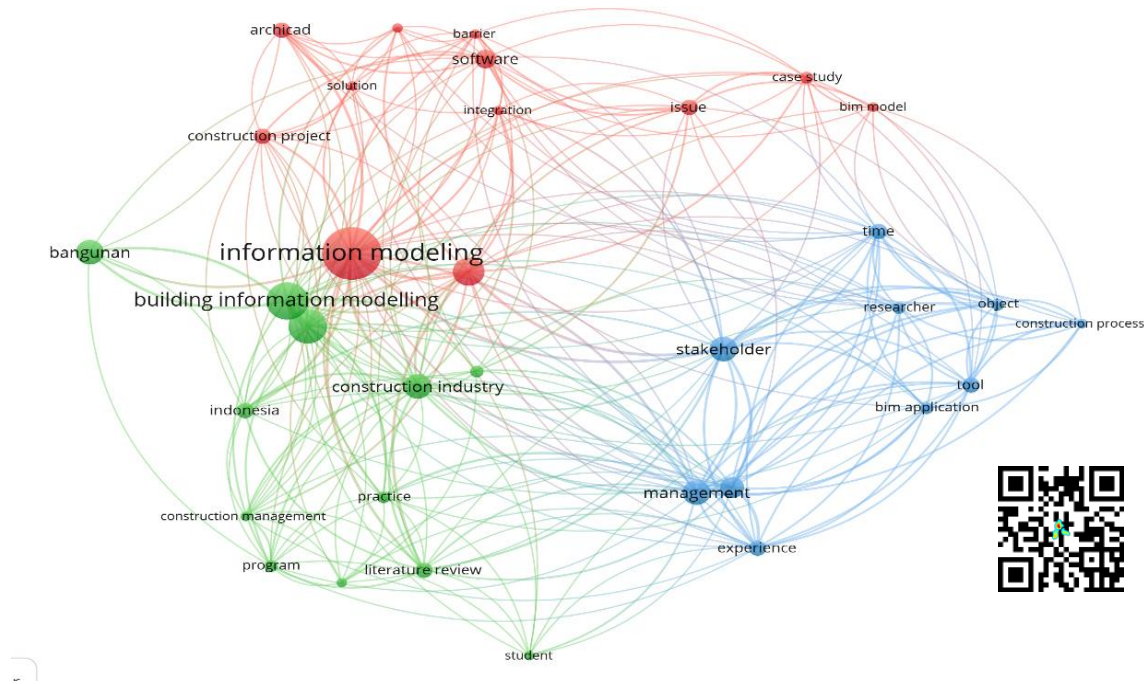 archicad
barrier
software
case study
solution
integration
issue
bim model
construction project
time
bangunan
information modeling
building information modelling
researcher
object
construction process
stakeholder
construction industry
tool
indonesia
bim application
practice
management
construction management
experience
program
literature review
student